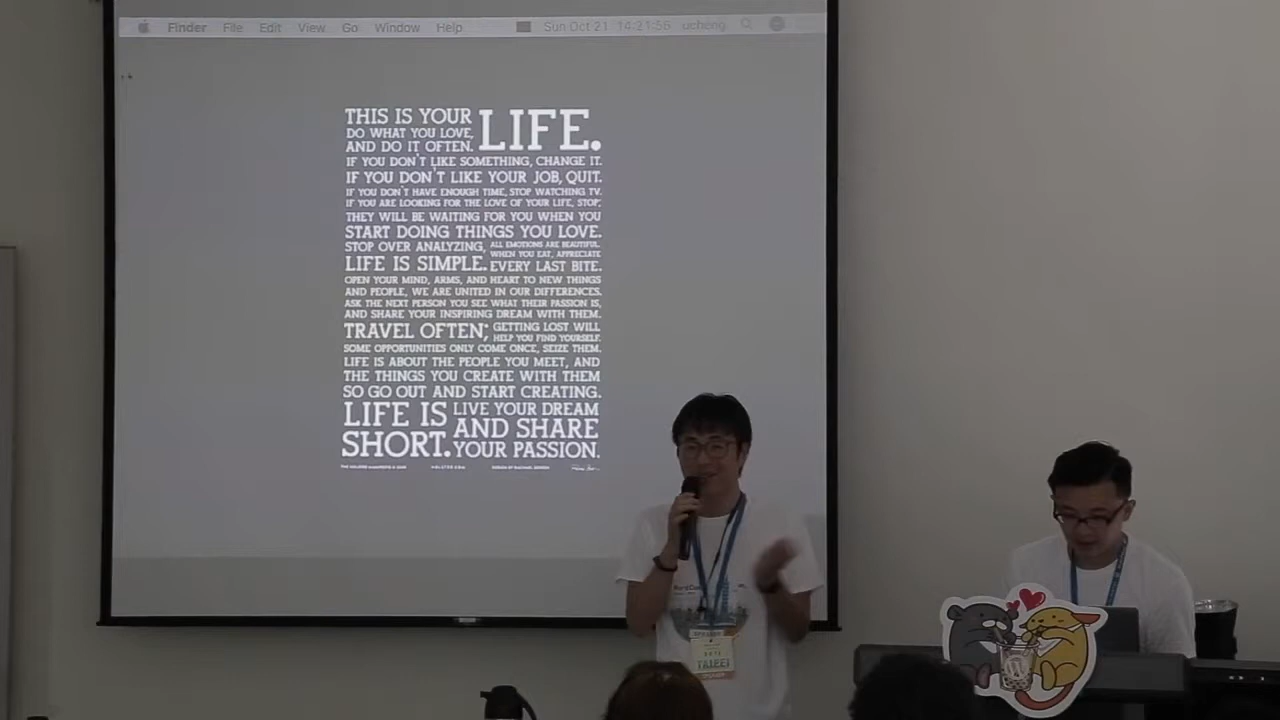 Finder File Edit View Go Window Help Sun Oct 21 14:21:56 ucheng
THIS IS YOUR LIFE.
DO WHAT YOU LOVE,
AND DO IT OFTEN.
IF YOU DON'T LIKE SOMETHING, CHANGE IT.
IF YOU DON'T LIKE YOUR JOB, QUIT.
IF YOU DON'T HAVE ENOUGH TIME, STOP WATCHING TV.
IF YOU ARE LOOKING FOR THE LOVE OF YOUR LIFE, STOP;
THEY WILL BE WAITING FOR YOU WHEN YOU
START DOING THINGS YOU LOVE.
STOP OVER ANALYZING,
LIFE IS SIMPLE.
ALL EMOTIONS ARE BEAUTIFUL.
WHEN YOU EAT, APPRECIATE
EVERY LAST BITE.
OPEN YOUR MIND, ARMS, AND HEART TO NEW THINGS
AND PEOPLE, WE ARE UNITED IN OUR DIFFERENCES.
ASK THE NEXT PERSON YOU SEE WHAT THEIR PASSION IS,
AND SHARE YOUR INSPIRING DREAM WITH THEM.
TRAVEL OFTEN;
GETTING LOST WILL
HELP YOU FIND YOURSELF.
SOME OPPORTUNITIES ONLY COME ONCE, SEIZE THEM.
LIFE IS ABOUT THE PEOPLE YOU MEET, AND
THE THINGS YOU CREATE WITH THEM
SO GO OUT AND START CREATING.
LIFE IS
SHORT.
LIVE YOUR DREAM
AND SHARE
YOUR PASSION.
TAIPEI